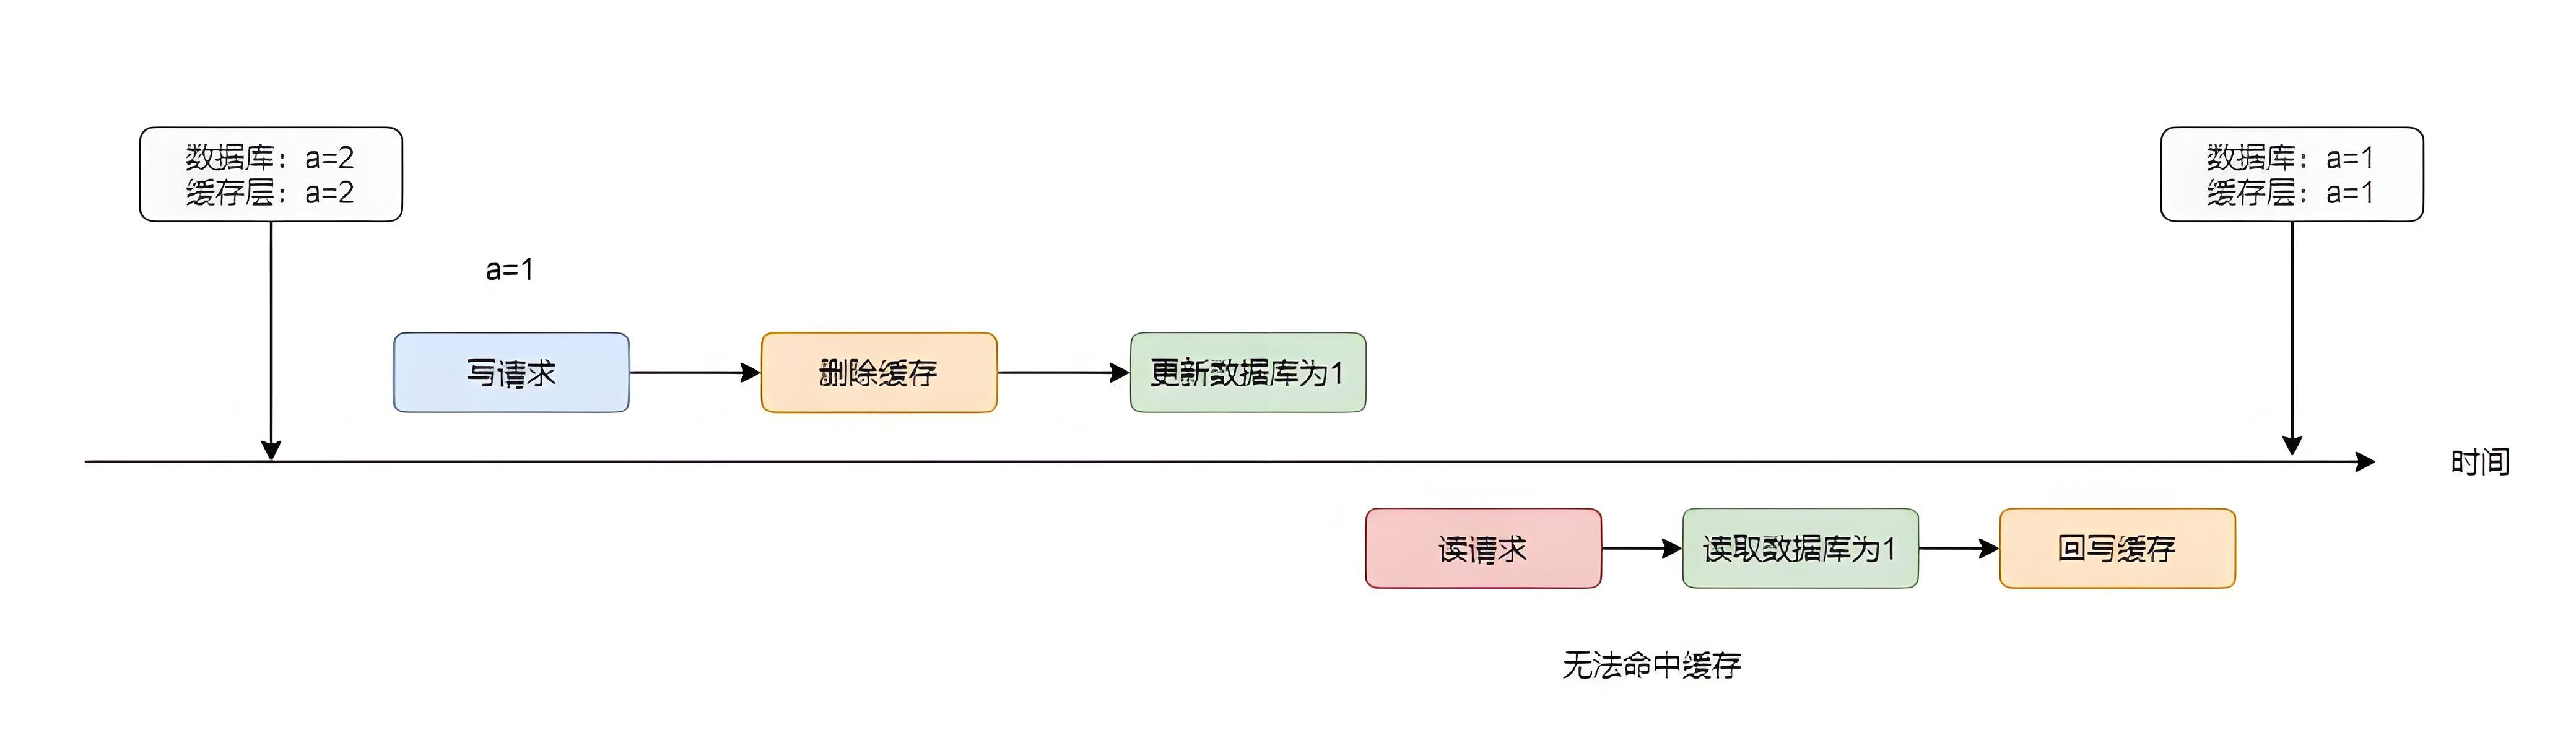 数据库：a=2
缓存层：a=2
数据库：a=1
缓存层：a=1
a=1
写请求
删除缓存
更新数据库为1
时间
读请求
读取数据库为1
回写缓存
无法命中缓存